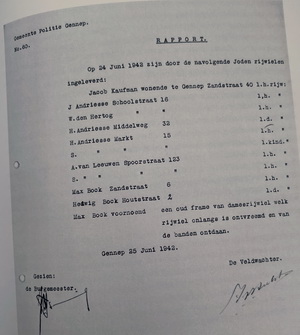 Gemeente Politie Gennep.
No.60.
R A P P O R T.
Op 24 Juni 1942 zijn door de navolgende Joden rijwielen
ingeleverd:
Jacob Kaufman wonende te Gennep Zandstraat 40 1.h.rijw:
J Andriesse Schoolstraat 16 1.h. "
W.den Hertog " " 1.h. "
H.Andriesse Middelweg 32 1.d. "
H.Andriesse Markt 15 1.h. "
S. " " " 1.kind."
A.van Leeuwen Spoorstraat 123 1.h. "
S. " " " " 1.h. "
Max Bock Zandstraat 6 1.h. "
Hedwig Bock Houtstraat 1.d. "
Max Bock voornoemd een oud frame van damesrijwiel welk
rijwiel onlangs is ontvreemd en van
de banden ontdaan.
Gennep 25 Juni 1942.
Gezien: De Veldwachter.
de Burgemeester.